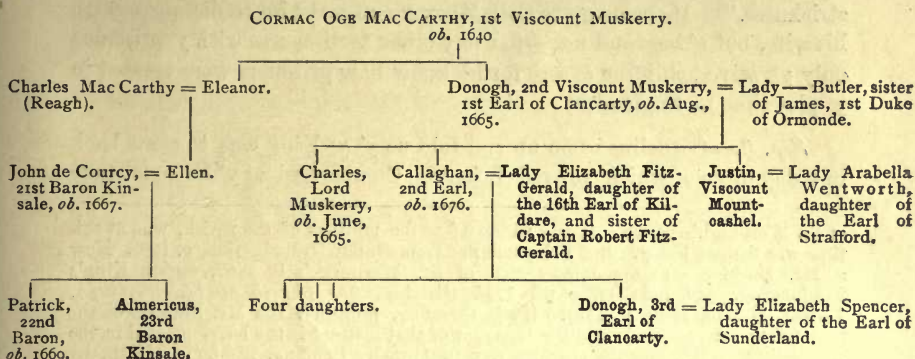 CORMAC OGE MAC CARTHY, 1st Viscount Muskerry.
ob. 1640
Charles Mac Carthy = Eleanor.
(Reagh).
Donogh, 2nd Viscount Muskerry, = Lady — Butler, sister
1st Earl of Clancarty, ob. Aug., of James, 1st Duke
1665. of Ormonde.
John de Courcy, = Ellen.
21st Baron Kin-
sale, ob. 1667.
Charles,
Lord
Muskerry,
ob. June,
1665.
Callaghan, = Lady Elizabeth Fitz-
2nd Earl, Gerald, daughter of
ob. 1676. the 16th Earl of Kil-
dare, and sister of
Captain Robert Fitz-
Gerald.
Justin, = Lady Arabella
Viscount Wentworth,
Mount- daughter of
cashel. the Earl of
Strafford.
Patrick,
22nd
Baron,
ob. 1669.
Almericus,
23rd
Baron
Kinsale.
Four daughters.
Donogh, 3rd = Lady Elizabeth Spencer,
Earl of daughter of the Earl of
Clancarty. Sunderland.